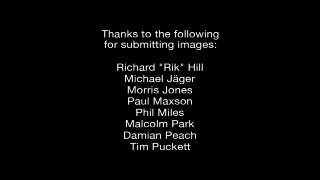 Thanks to the following
for submitting images:
Richard "Rik" Hill
Michael Jäger
Morris Jones
Paul Maxson
Phil Miles
Malcolm Park
Damian Peach
Tim Puckett